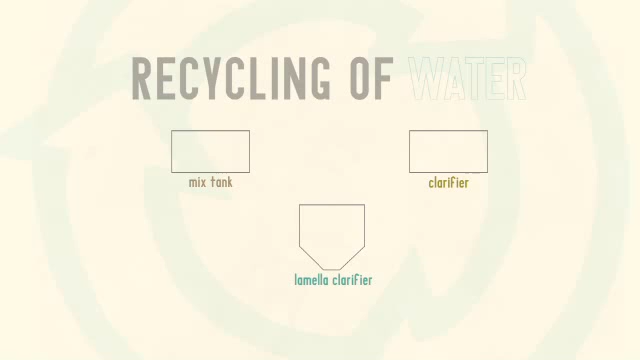 RECYCLING OF WATER
mix tank
clarifier
lamella clarifier